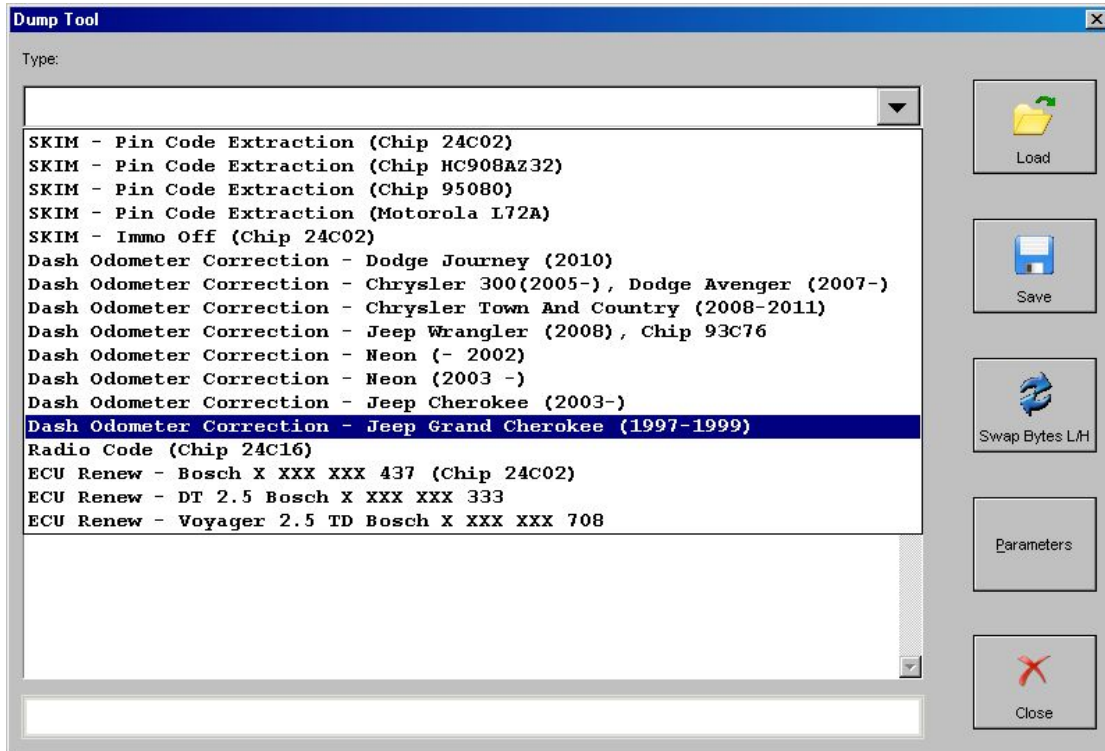 Dump Tool
Type:
SKIM - Pin Code Extraction (Chip 24C02)
SKIM - Pin Code Extraction (Chip HC908AZ32)
SKIM - Pin Code Extraction (Chip 95080)
SKIM - Pin Code Extraction (Motorola L72A)
SKIM - Immo Off (Chip 24C02)
Dash Odometer Correction - Dodge Journey (2010)
Dash Odometer Correction - Chrysler 300(2005-), Dodge Avenger (2007-)
Dash Odometer Correction - Chrysler Town And Country (2008-2011)
Dash Odometer Correction - Jeep Wrangler (2008), Chip 93C76
Dash Odometer Correction - Neon (- 2002)
Dash Odometer Correction - Neon (2003 -)
Dash Odometer Correction - Jeep Cherokee (2003-)
Dash Odometer Correction - Jeep Grand Cherokee (1997-1999)
Radio Code (Chip 24C16)
ECU Renew - Bosch X XXX XXX 437 (Chip 24C02)
ECU Renew - DT 2.5 Bosch X XXX XXX 333
ECU Renew - Voyager 2.5 TD Bosch X XXX XXX 708
Load
Save
Swap Bytes L/H
Parameters
Close